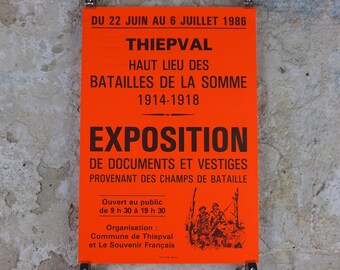 DU 22 JUIN AU 6 JUILLET 1986
THIEPVAL
HAUT LIEU DES
BATAILLES DE LA SOMME
1914-1918
EXPOSITION
DE DOCUMENTS ET VESTIGES
PROVENANT DES CHAMPS DE BATAILLE
Ouvert au public
de 9 h 30 à 19 h 30
Organisation :
Commune de Thiepval
et Le Souvenir Français